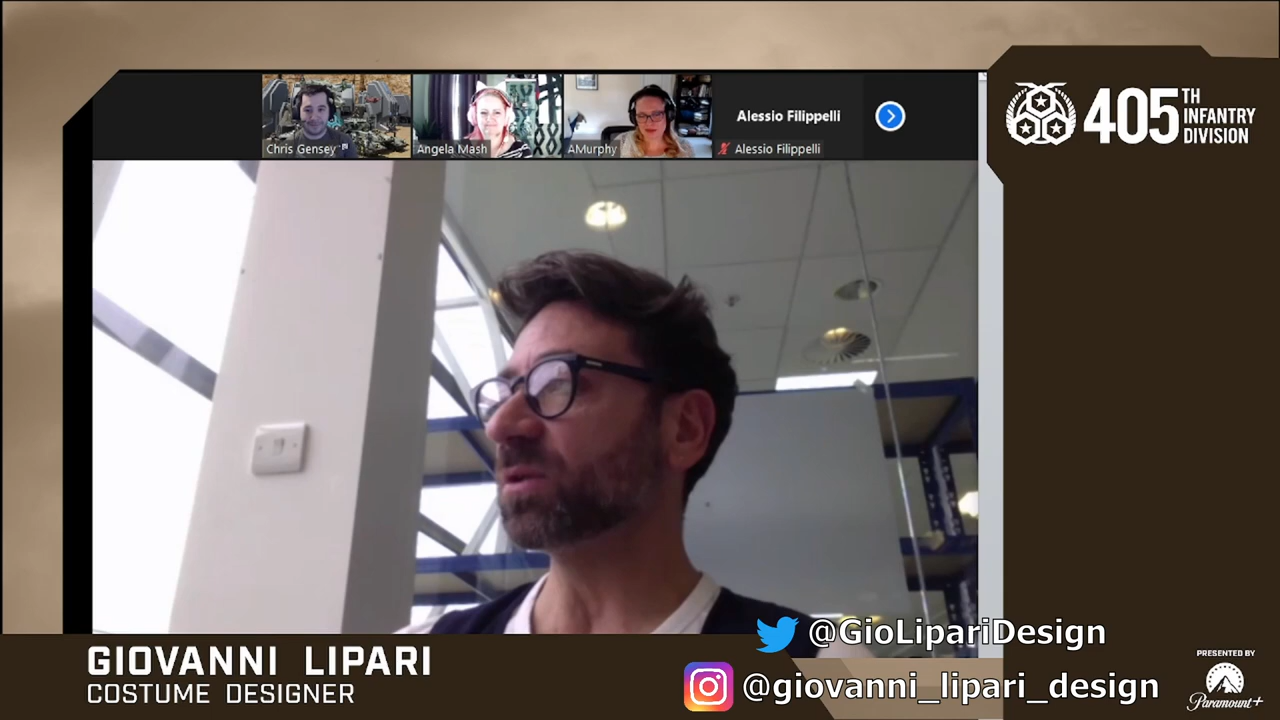 Alessio Filippelli
Chris Gensey
Angela Mash
AMurphy
Alessio Filippelli
405TH
INFANTRY
DIVISION
@GioLipariDesign
GIOVANNI LIPARI
COSTUME DESIGNER
@giovanni_lipari_design
PRESENTED BY
Paramount+